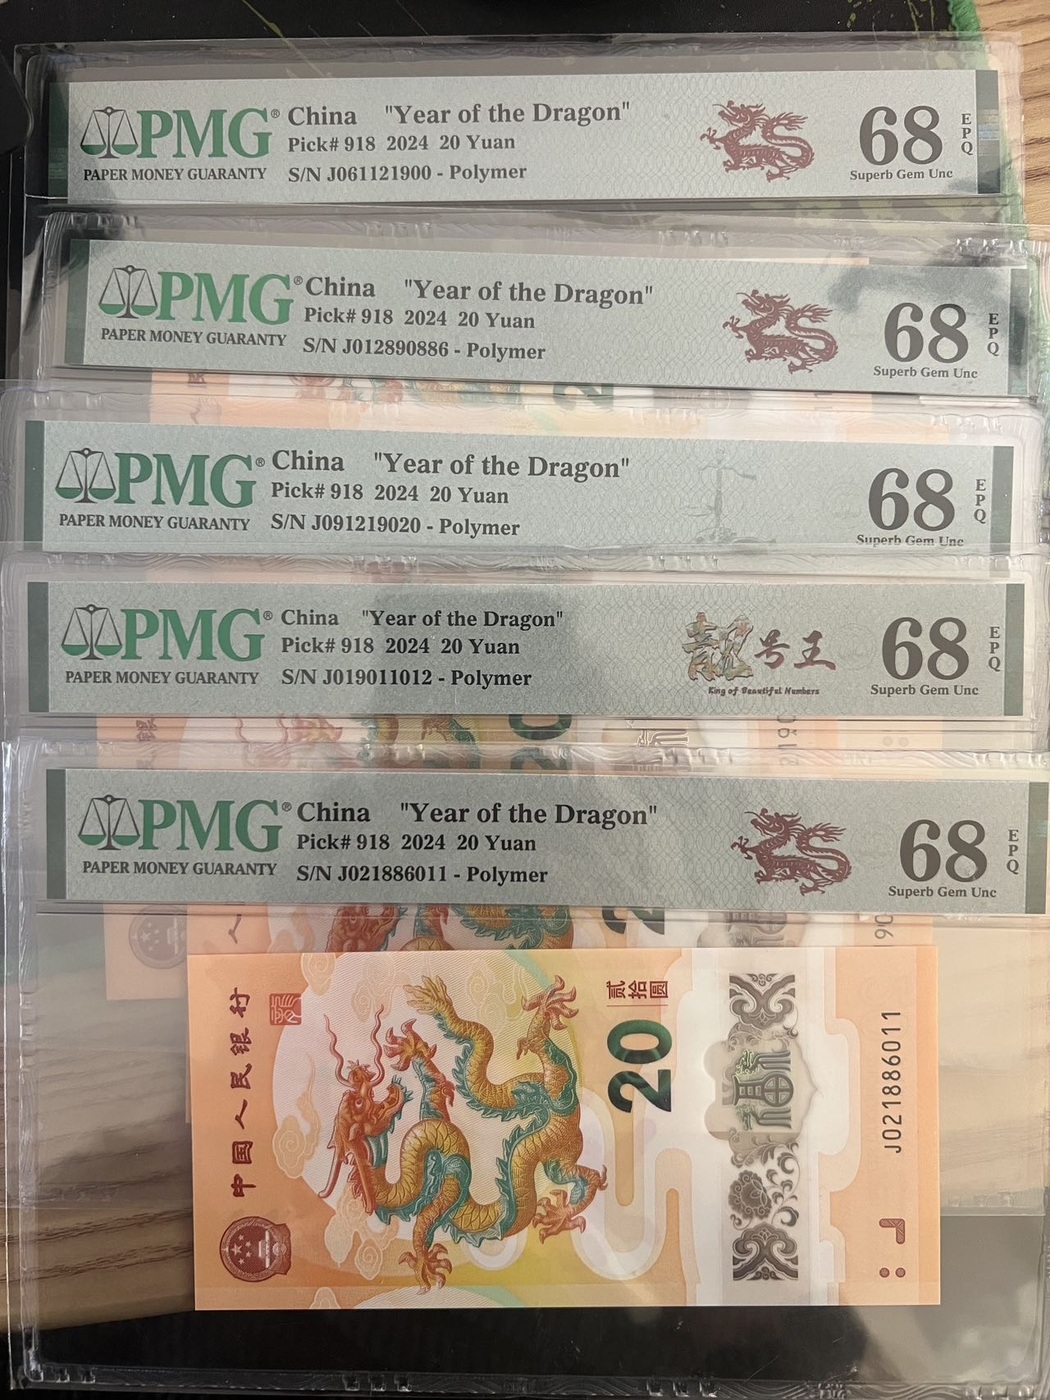 PMG® China "Year of the Dragon" 68 EPQ
Pick# 918 2024 20 Yuan
PAPER MONEY GUARANTY S/N J061121900 - Polymer Superb Gem Unc
PMG® China "Year of the Dragon" 68 EPQ
Pick# 918 2024 20 Yuan
PAPER MONEY GUARANTY S/N J012890886 - Polymer Superb Gem Unc
PMG® China "Year of the Dragon" 68 EPQ
Pick# 918 2024 20 Yuan
PAPER MONEY GUARANTY S/N J091219020 - Polymer Superb Gem Unc
PMG® China "Year of the Dragon" 68 EPQ
Pick# 918 2024 20 Yuan 号王
PAPER MONEY GUARANTY S/N J019011012 - Polymer King of Beautiful Numbers Superb Gem Unc
PMG® China "Year of the Dragon" 68 EPQ
Pick# 918 2024 20 Yuan
PAPER MONEY GUARANTY S/N J021886011 - Polymer Superb Gem Unc
中国人民银行
贰拾圆
20
J021886011